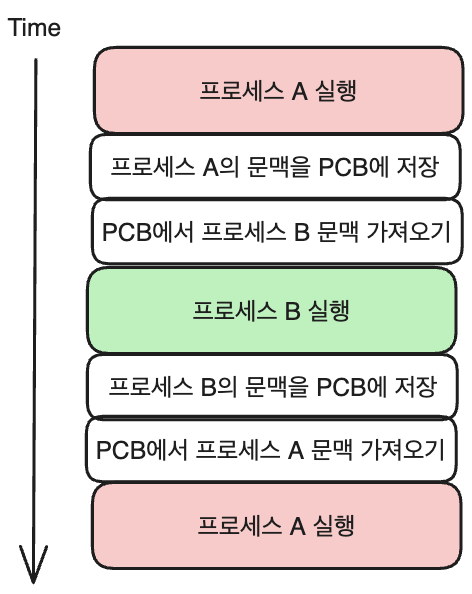 Time
프로세스 A 실행
프로세스 A의 문맥을 PCB에 저장
PCB에서 프로세스 B 문맥 가져오기
프로세스 B 실행
프로세스 B의 문맥을 PCB에 저장
PCB에서 프로세스 A 문맥 가져오기
프로세스 A 실행